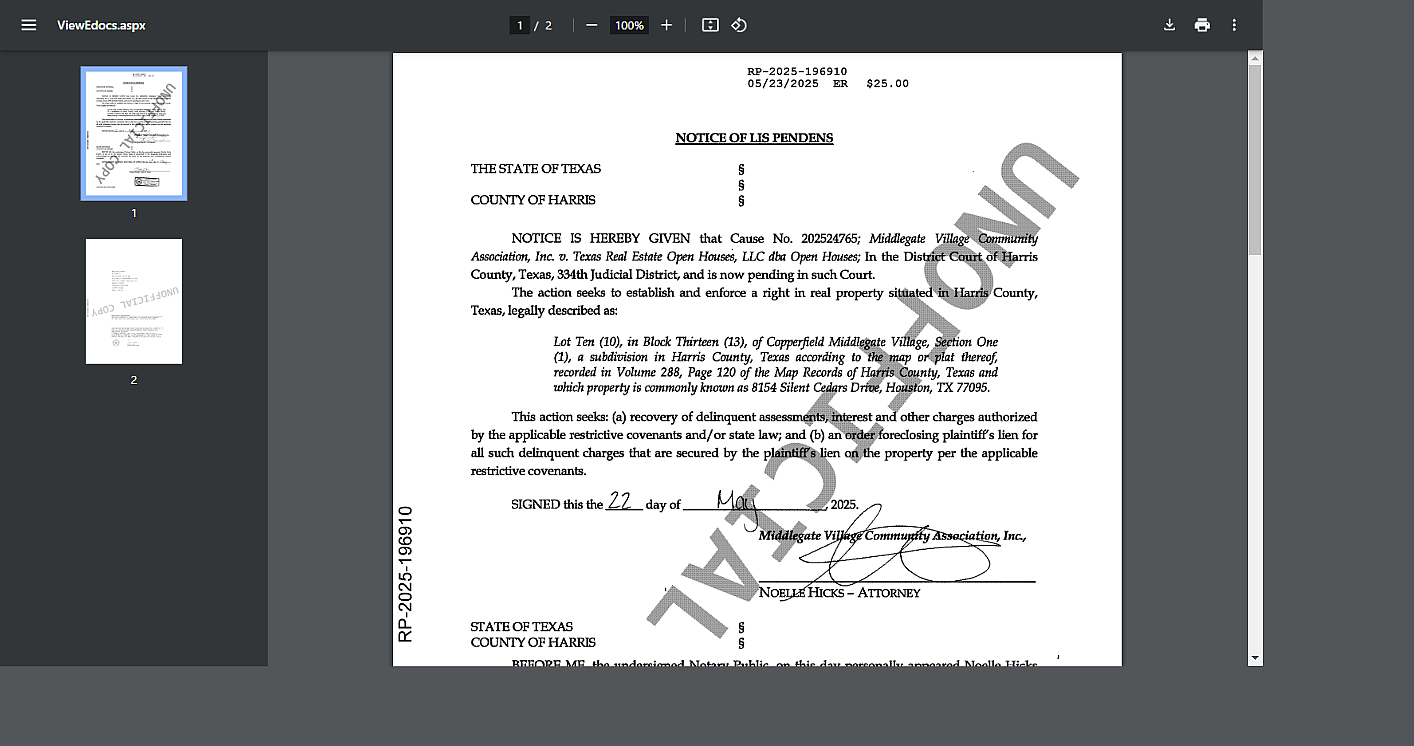 ViewEdocs.aspx
1 / 2
100%
1
2
RP-2025-196910
05/23/2025 ER $25.00
NOTICE OF LIS PENDENS
THE STATE OF TEXAS §
§
COUNTY OF HARRIS §
NOTICE IS HEREBY GIVEN that Cause No. 202524765; Middlegate Village Community
Association, Inc. v. Texas Real Estate Open Houses, LLC dba Open Houses; In the District Court of Harris
County, Texas, 334th Judicial District, and is now pending in such Court.
The action seeks to establish and enforce a right in real property situated in Harris County,
Texas, legally described as:
Lot Ten (10), in Block Thirteen (13), of Copperfield Middlegate Village, Section One
(1), a subdivision in Harris County, Texas according to the map or plat thereof,
recorded in Volume 288, Page 120 of the Map Records of Harris County, Texas and
which property is commonly known as 8154 Silent Cedars Drive, Houston, TX 77095.
This action seeks: (a) recovery of delinquent assessments, interest and other charges authorized
by the applicable restrictive covenants and/or state law; and (b) an order foreclosing plaintiff's lien for
all such delinquent charges that are secured by the plaintiff's lien on the property per the applicable
restrictive covenants.
SIGNED this the 22 day of May, 2025.
Middlegate Village Community Association, Inc.,
NOELLE HICKS – ATTORNEY
STATE OF TEXAS §
COUNTY OF HARRIS §
BEFORE ME, the undersigned Notary Public, on this day personally appeared Noelle Hicks
RP-2025-196910
UNOFFICIAL
UNOFFICIAL COPY
UNOFFICIAL COPY